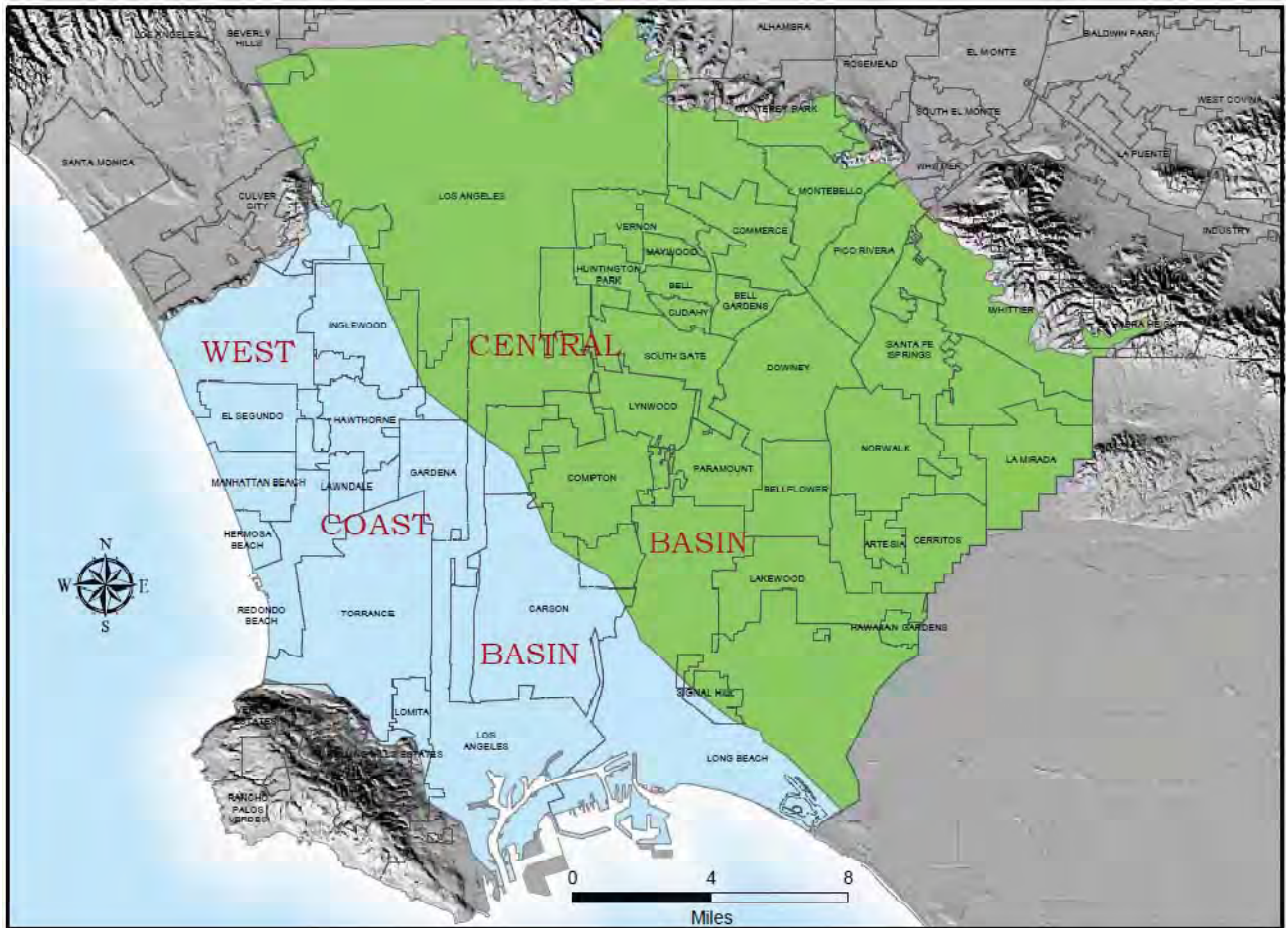 LOS ANGELES
BEVERLY
HILLS
ALHAMBRA
BALDWIN PARK
EL MONTE
ROSEMEAD
WEST COVINA
MONTEREY PARK
SOUTH EL MONTE
SANTA MONICA
LA PUENTE
WHITTIER
CULVER
CITY
LOS ANGELES
MONTEBELLO
VERNON
COMMERCE
INDUSTRY
MAYWOOD
PICO RIVERA
HUNTINGTON
PARK
BELL
BELL
GARDENS
CUDAHY
WHITTIER
INGLEWOOD
WEST
CENTRAL
SOUTH GATE
SANTA FE
SPRINGS
DOWNEY
LYNWOOD
EL SEGUNDO
HAWTHORNE
NORWALK
LA MIRADA
GARDENA
COMPTON
PARAMOUNT
MANHATTAN BEACH
LAWNDALE
BELLFLOWER
COAST
HERMOSA
BEACH
BASIN
ARTESIA
CERRITOS
N
W
E
S
LAKEWOOD
REDONDO
BEACH
TORRANCE
CARSON
HAWAIIAN GARDENS
BASIN
SIGNAL HILL
LOMITA
ESTATES
ESTATES
LOS
ANGELES
LONG BEACH
RANCHO
PALOS
VERDES
0
4
8
Miles